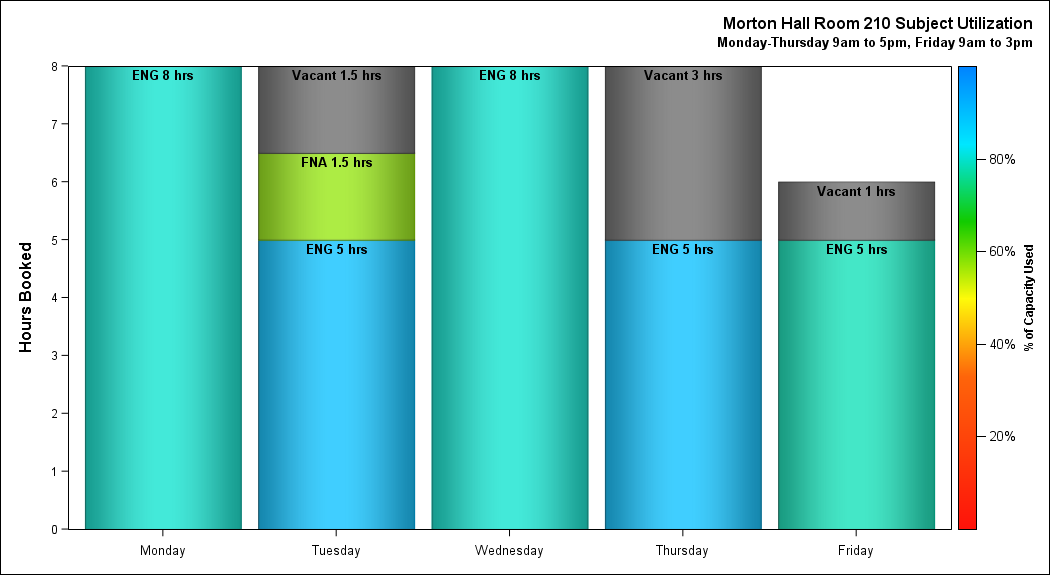 Morton Hall Room 210 Subject Utilization
Monday-Thursday 9am to 5pm, Friday 9am to 3pm
Hours Booked
8
7
6
5
4
3
2
1
0
ENG 8 hrs
Vacant 1.5 hrs
FNA 1.5 hrs
ENG 5 hrs
ENG 8 hrs
Vacant 3 hrs
ENG 5 hrs
Vacant 1 hrs
ENG 5 hrs
Monday
Tuesday
Wednesday
Thursday
Friday
80%
60%
40%
20%
% of Capacity Used